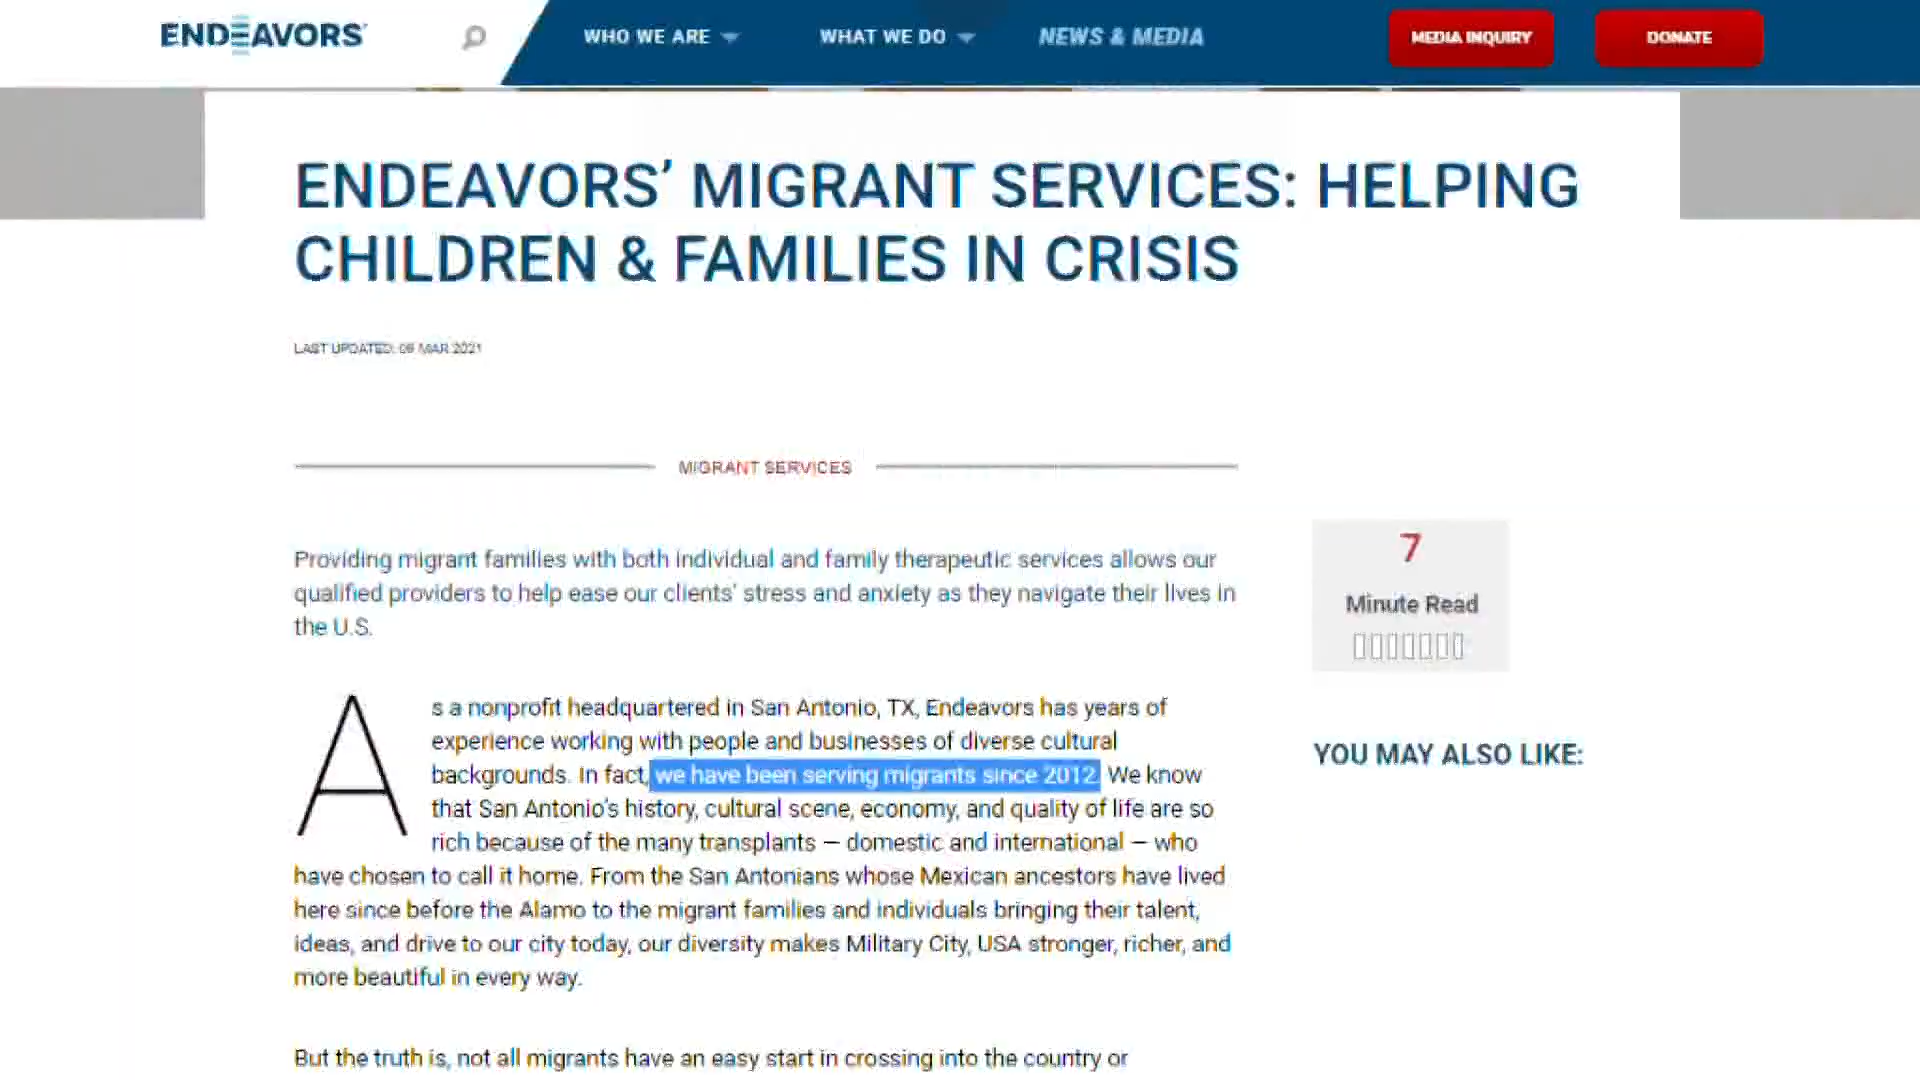 ENDEAVORS
WHO WE ARE
WHAT WE DO
NEWS & MEDIA
MEDIA INQUIRY
DONATE
ENDEAVORS’ MIGRANT SERVICES: HELPING
CHILDREN & FAMILIES IN CRISIS
LAST UPDATED: 09 MAR 2021
MIGRANT SERVICES
Providing migrant families with both individual and family therapeutic services allows our
qualified providers to help ease our clients’ stress and anxiety as they navigate their lives in
the U.S.
As a nonprofit headquartered in San Antonio, TX, Endeavors has years of
experience working with people and businesses of diverse cultural
backgrounds. In fact, we have been serving migrants since 2012. We know
that San Antonio’s history, cultural scene, economy, and quality of life are so
rich because of the many transplants — domestic and international — who
have chosen to call it home. From the San Antonians whose Mexican ancestors have lived
here since before the Alamo to the migrant families and individuals bringing their talent,
ideas, and drive to our city today, our diversity makes Military City, USA stronger, richer, and
more beautiful in every way.
But the truth is, not all migrants have an easy start in crossing into the country or
7
Minute Read
YOU MAY ALSO LIKE: